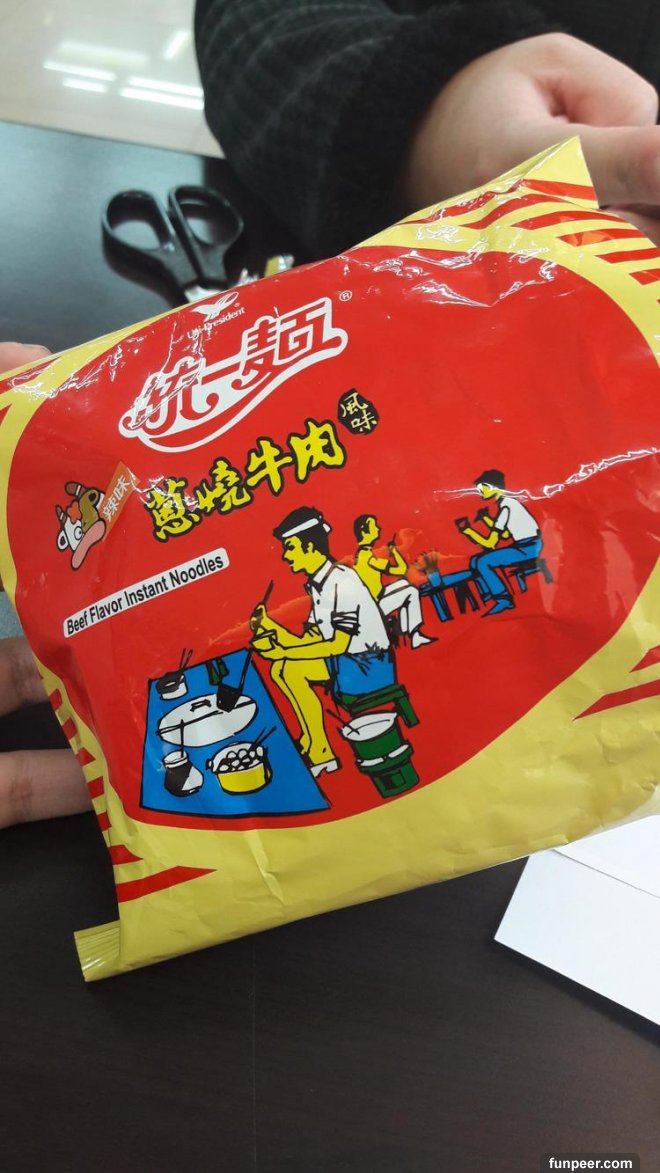 Uni-President
統一麵®
蔥燒牛肉風味
辣味
Beef Flavor Instant Noodles
funpeer.com